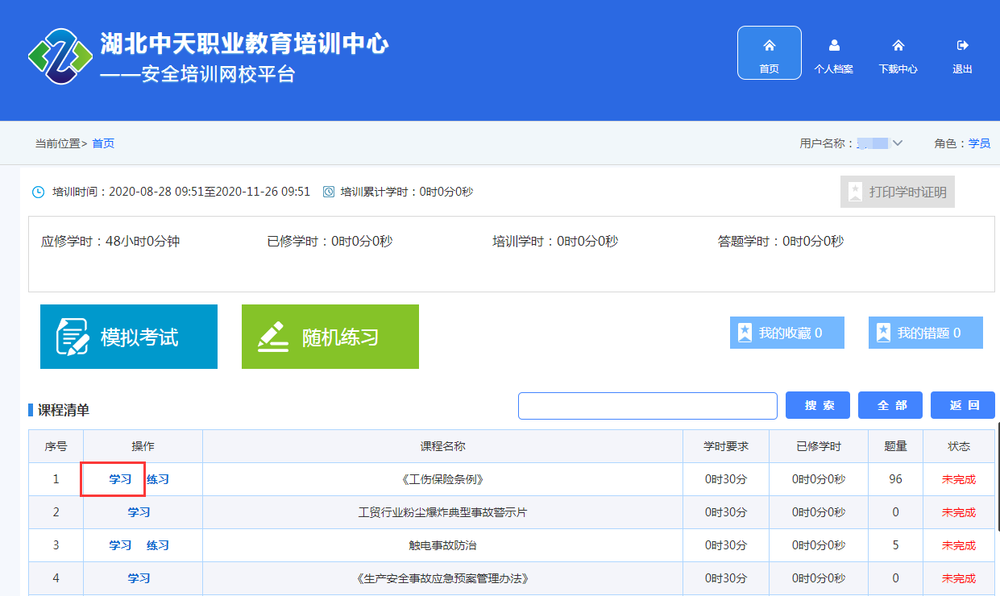 湖北中天职业教育培训中心
——安全培训网校平台
首页 个人档案 下载中心 退出
当前位置> 首页 用户名称： 角色：学员
培训时间：2020-08-28 09:51至2020-11-26 09:51 培训累计学时：0时0分0秒 打印学时证明
应修学时：48小时0分钟 已修学时：0时0分0秒 培训学时：0时0分0秒 答题学时：0时0分0秒
模拟考试 随机练习 我的收藏 0 我的错题 0
课程清单 搜 索 全 部 返 回
序号 操作 课程名称 学时要求 已修学时 题量 状态
1 学习 练习 《工伤保险条例》 0时30分 0时0分0秒 96 未完成
2 学习 工贸行业粉尘爆炸典型事故警示片 0时30分 0时0分0秒 0 未完成
3 学习 练习 触电事故防治 0时30分 0时0分0秒 5 未完成
4 学习 《生产安全事故应急预案管理办法》 0时30分 0时0分0秒 0 未完成